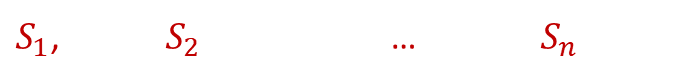 S₁, S₂ ... Sₙ